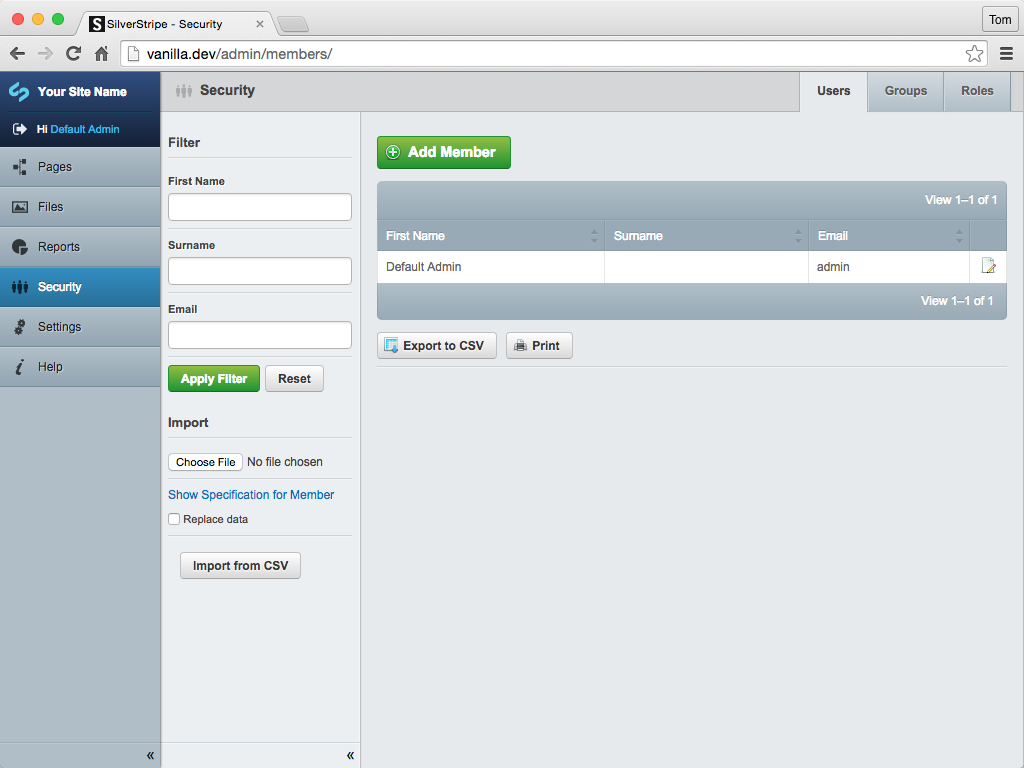 SilverStripe - Security
Tom
vanilla.dev/admin/members/
Your Site Name
Hi Default Admin
Pages
Files
Reports
Security
Settings
Help
«
Security
Users
Groups
Roles
Filter
First Name
Surname
Email
Apply Filter
Reset
Import
Choose File No file chosen
Show Specification for Member
Replace data
Import from CSV
«
Add Member
View 1–1 of 1
First Name Surname Email
Default Admin admin
View 1–1 of 1
Export to CSV
Print